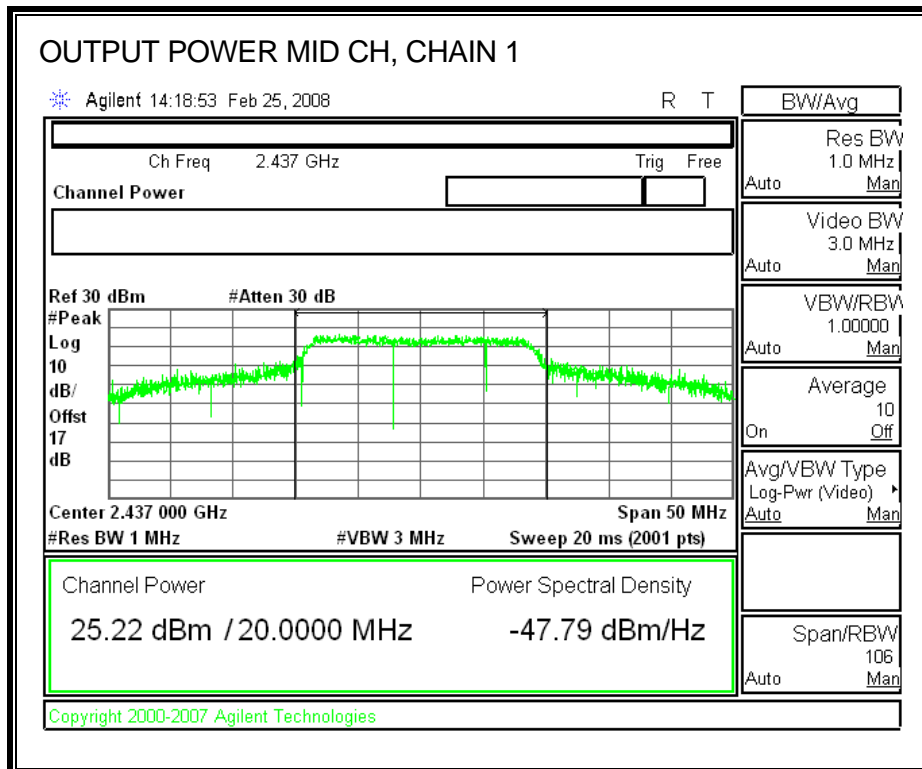 OUTPUT POWER MID CH, CHAIN 1
Agilent 14:18:53 Feb 25, 2008 R T
Ch Freq 2.437 GHz Trig Free
Channel Power
Ref 30 dBm #Atten 30 dB
#Peak
Log
10
dB/
Offst
17
dB
Center 2.437 000 GHz Span 50 MHz
#Res BW 1 MHz #VBW 3 MHz Sweep 20 ms (2001 pts)
Channel Power Power Spectral Density
25.22 dBm / 20.0000 MHz -47.79 dBm/Hz
BW/Avg
Res BW
1.0 MHz
Auto Man
Video BW
3.0 MHz
Auto Man
VBW/RBW
1.00000
Auto Man
Average
10
On Off
Avg/VBW Type
Log-Pwr (Video)
Auto Man
Span/RBW
106
Auto Man
Copyright 2000-2007 Agilent Technologies